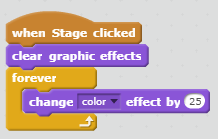 when Stage clicked
clear graphic effects
forever
change color effect by 25